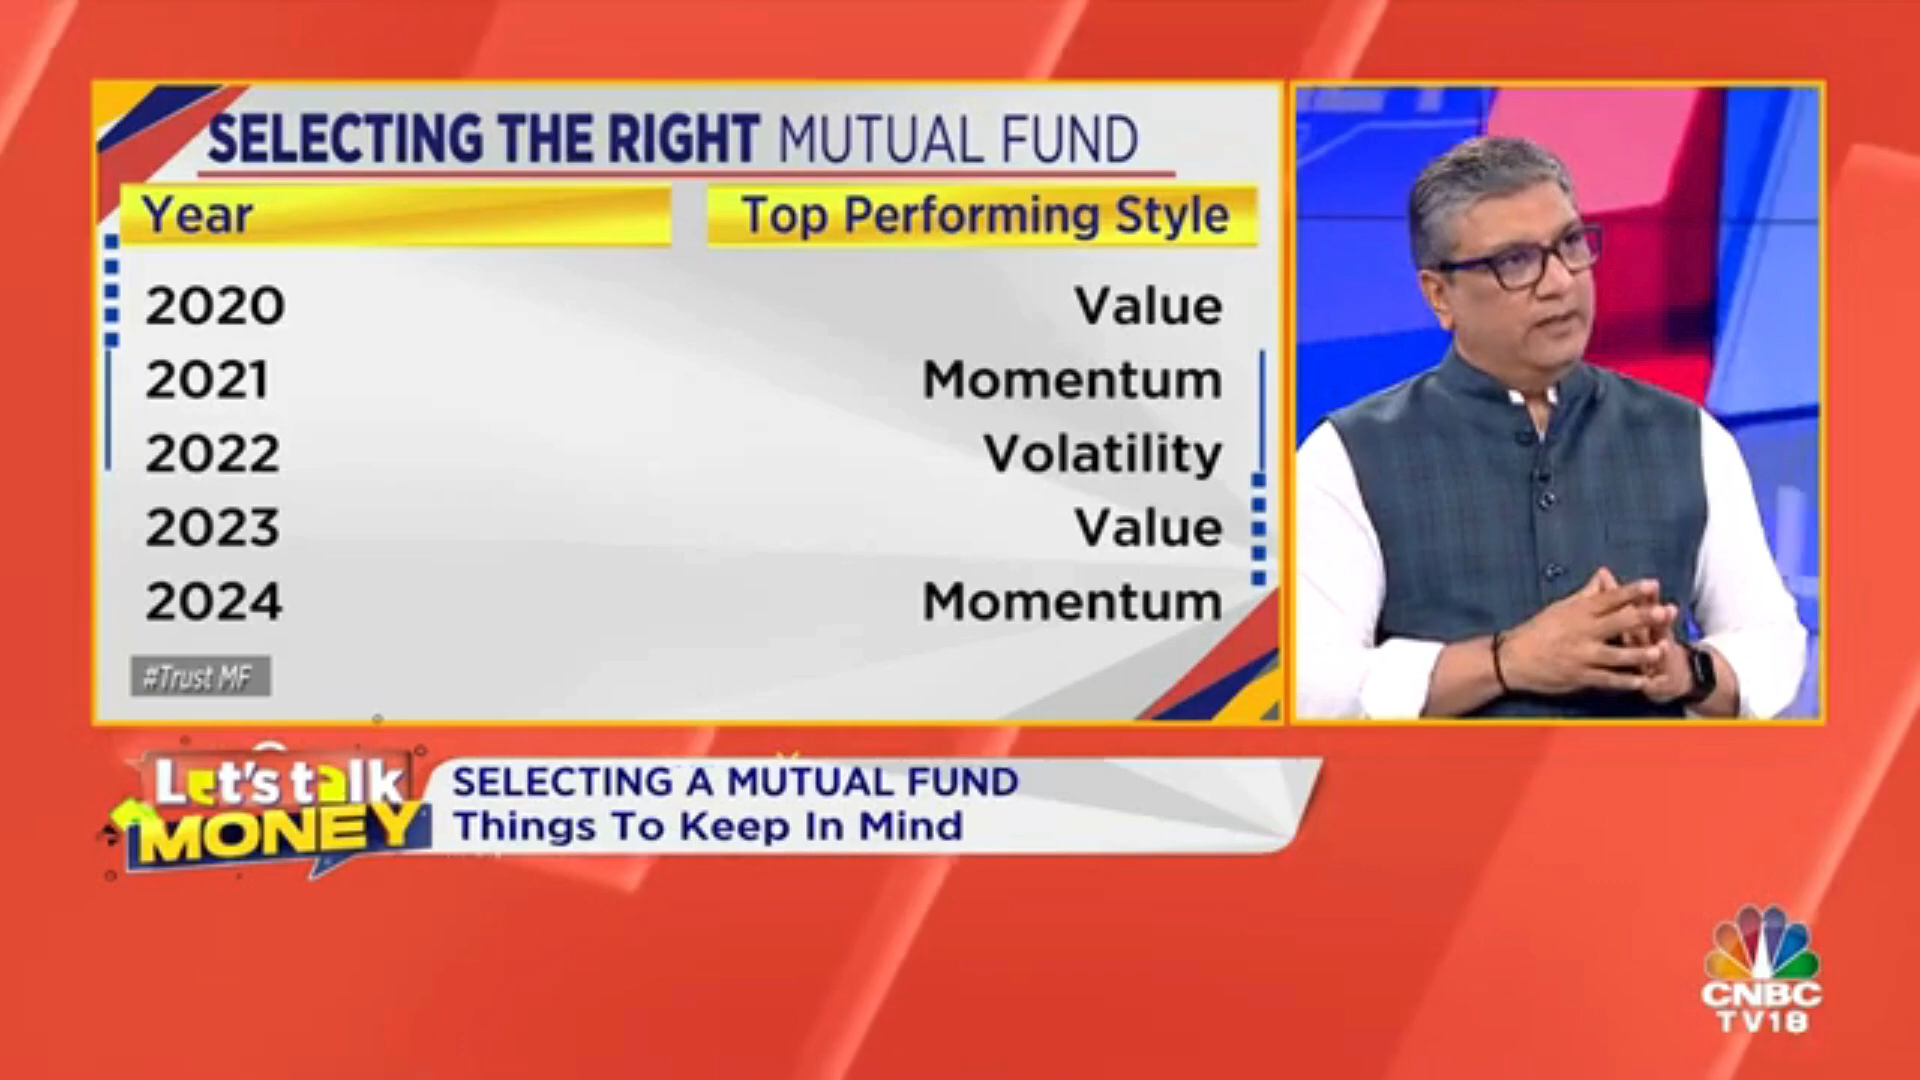 SELECTING THE RIGHT MUTUAL FUND
Year Top Performing Style
2020 Value
2021 Momentum
2022 Volatility
2023 Value
2024 Momentum
#Trust MF
Let's talk
MONEY
SELECTING A MUTUAL FUND
Things To Keep In Mind
CNBC
TV18